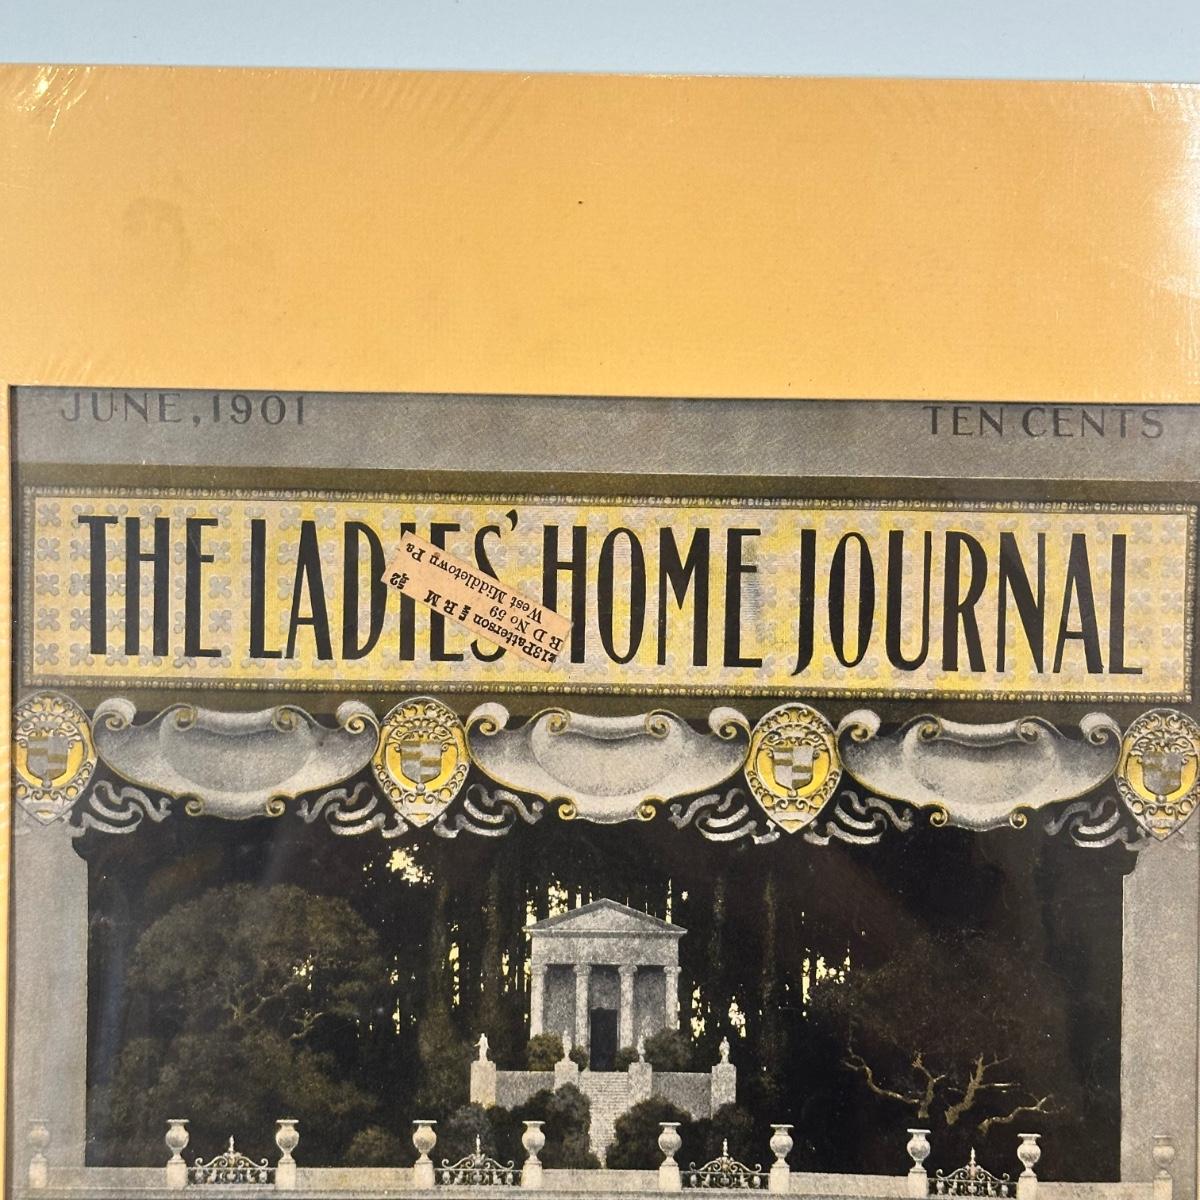 JUNE, 1901
TEN CENTS
THE LADIES' HOME JOURNAL
Patterson R M
R D No 59
West Middletown Pa